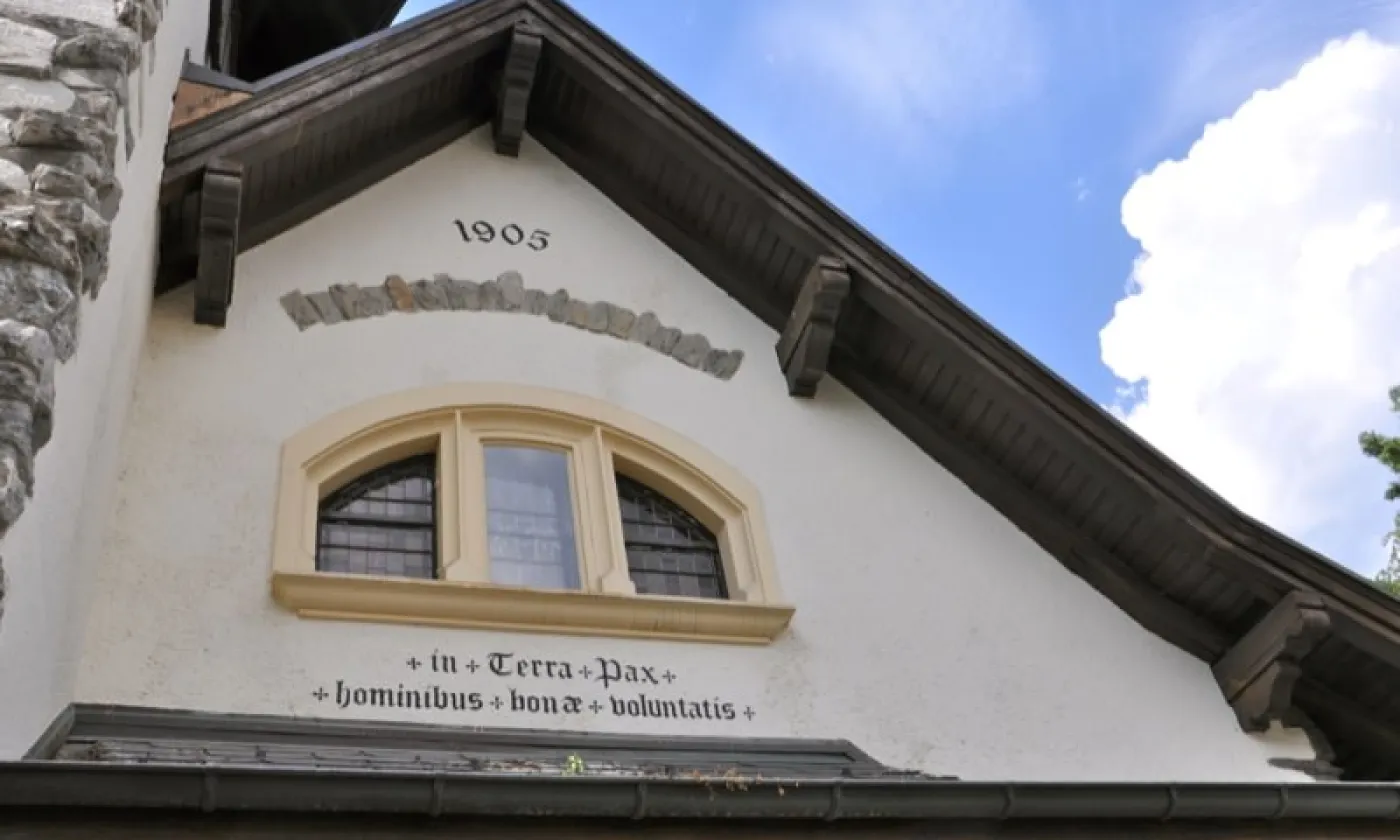 1905
+ in + Terra + Pax +
+ hominibus + bonæ + voluntatis +